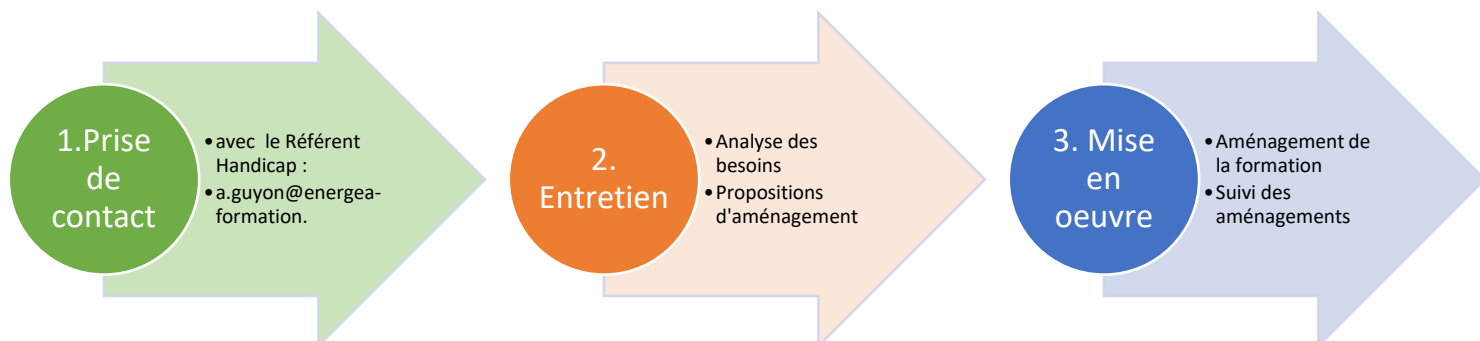 1.Prise
de
contact
•avec le Référent
Handicap :
•a.guyon@energea-
formation.
2.
Entretien
•Analyse des
besoins
•Propositions
d'aménagement
3. Mise
en
oeuvre
•Aménagement de
la formation
•Suivi des
aménagements